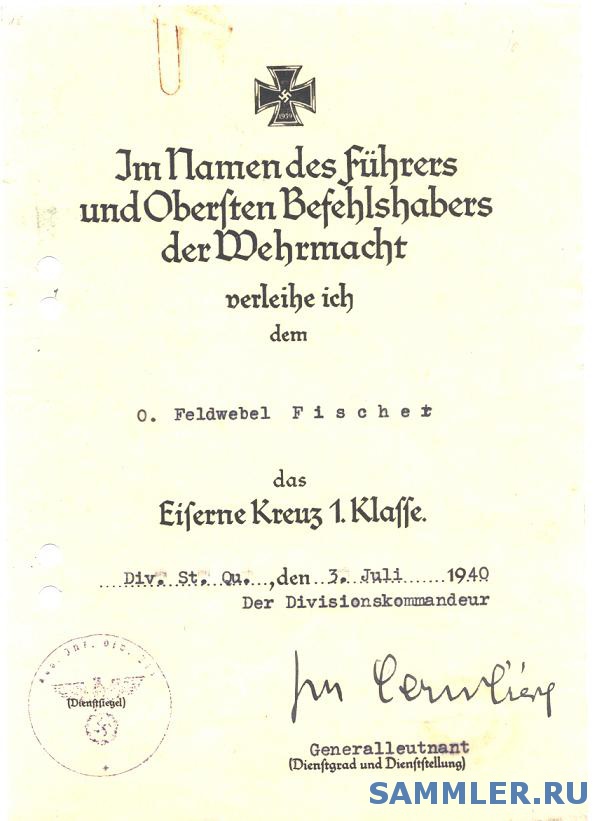 1939
Im Namen des Führers
und Obersten Befehlshabers
der Wehrmacht
verleihe ich
dem
O. Feldwebel F i s c h e r
das
Eiserne Kreuz 1. Klasse.
Div. St. Qu. , den 3. Juli 1940
Der Divisionskommandeur
(Dienstsiegel)
Generalleutnant
(Dienstgrad und Dienststellung)
SAMMLER.RU